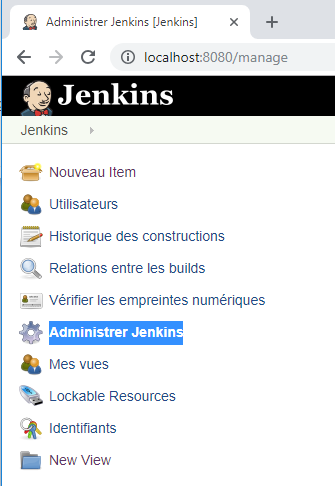 Administrer Jenkins [Jenkins]
localhost:8080/manage
Jenkins
Jenkins
Nouveau Item
Utilisateurs
Historique des constructions
Relations entre les builds
Vérifier les empreintes numériques
Administrer Jenkins
Mes vues
Lockable Resources
Identifiants
New View